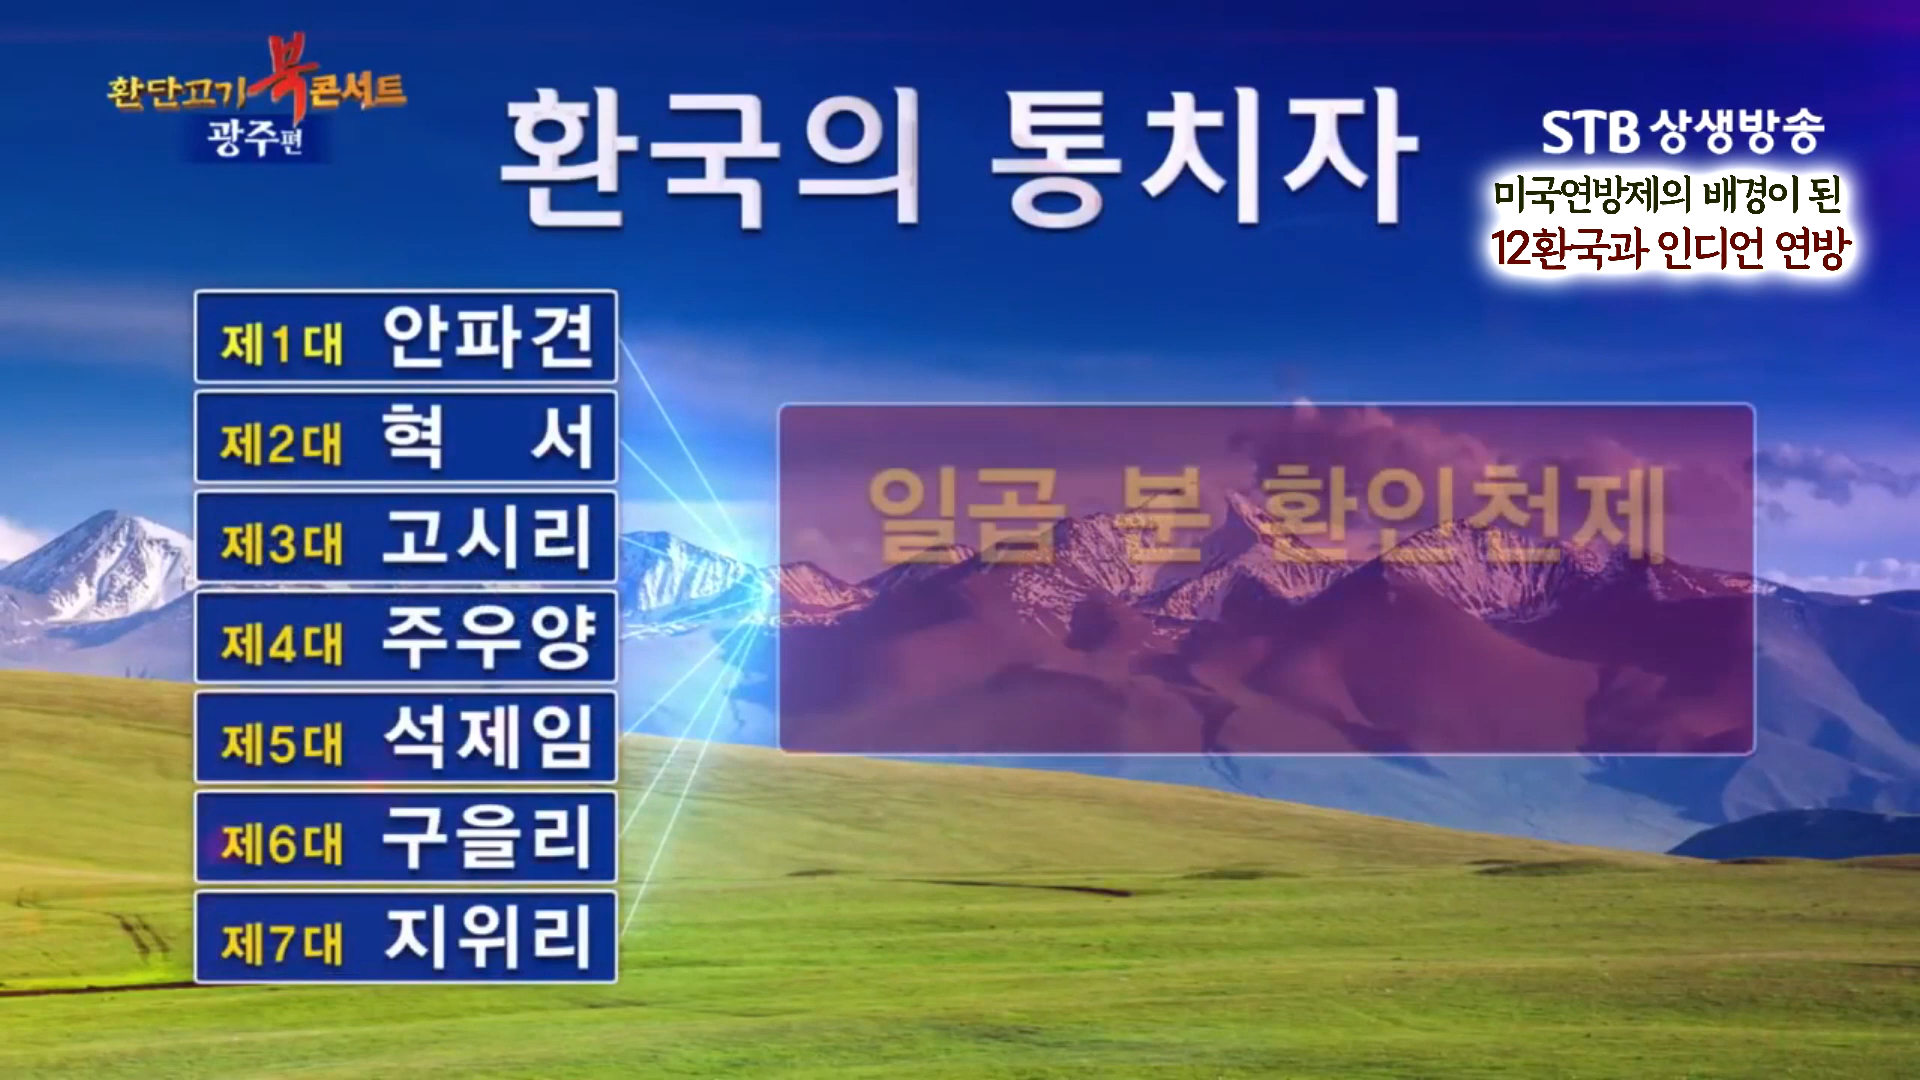 환단고기 북 콘서트
광주편
환국의 통치자
STB 상생방송
미국연방제의 배경이 된
12환국과 인디언 연방
제1대 안파견
제2대 혁 서
제3대 고시리
제4대 주우양
제5대 석제임
제6대 구을리
제7대 지위리
일곱 분 환인천제